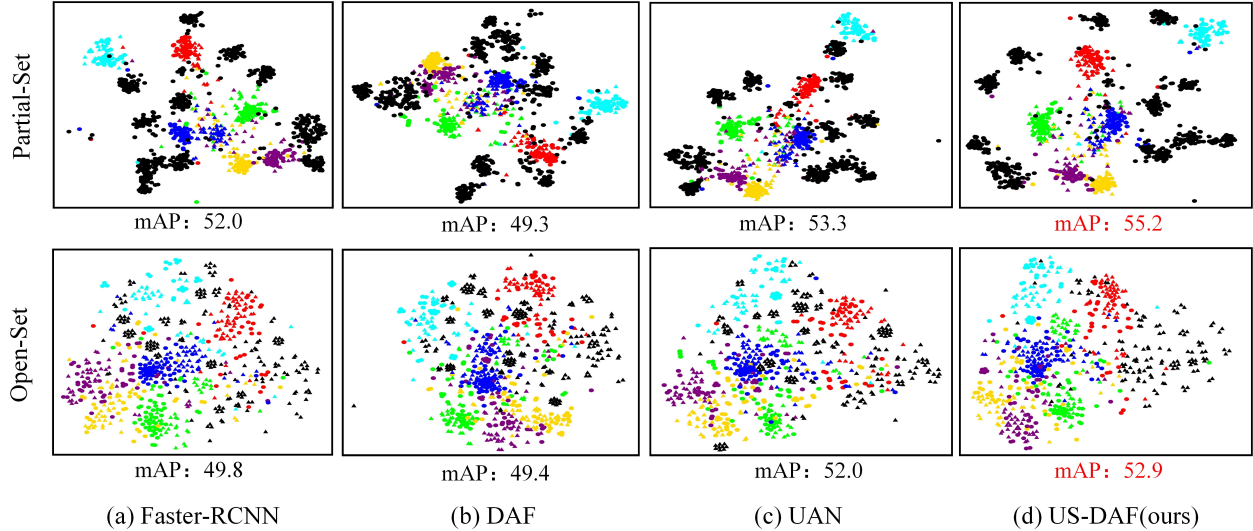 Partial-Set
mAP：52.0
mAP：49.3
mAP：53.3
mAP：55.2
Open-Set
mAP：49.8
mAP：49.4
mAP：52.0
mAP：52.9
(a) Faster-RCNN
(b) DAF
(c) UAN
(d) US-DAF(ours)